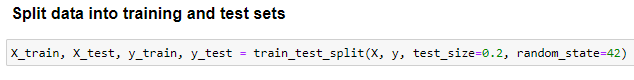 Split data into training and test sets
X_train, X_test, y_train, y_test = train_test_split(X, y, test_size=0.2, random_state=42)